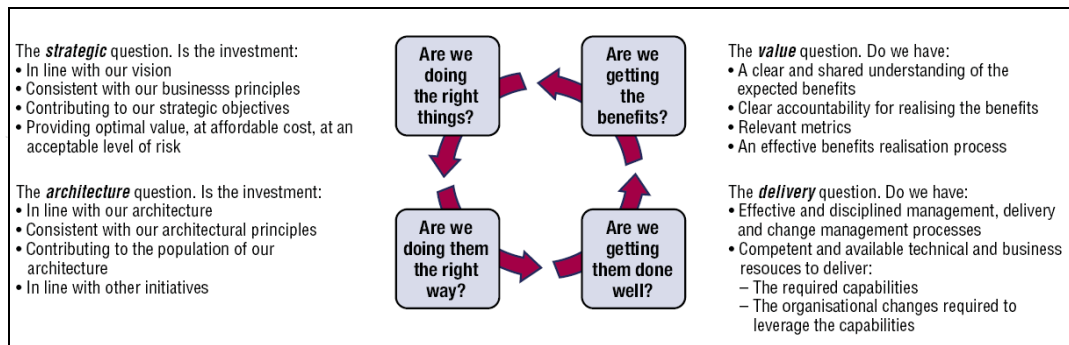 The strategic question. Is the investment:
• In line with our vision
• Consistent with our businesss principles
• Contributing to our strategic objectives
• Providing optimal value, at affordable cost, at an
acceptable level of risk
Are we
doing
the right
things?
Are we
getting
the
benefits?
The value question. Do we have:
• A clear and shared understanding of the
expected benefits
• Clear accountability for realising the benefits
• Relevant metrics
• An effective benefits realisation process
The architecture question. Is the investment:
• In line with our architecture
• Consistent with our architectural principles
• Contributing to the population of our
architecture
• In line with other initiatives
Are we
doing them
the right
way?
Are we
getting
them done
well?
The delivery question. Do we have:
• Effective and disciplined management, delivery
and change management processes
• Competent and available technical and business
resouces to deliver:
– The required capabilities
– The organisational changes required to
leverage the capabilities